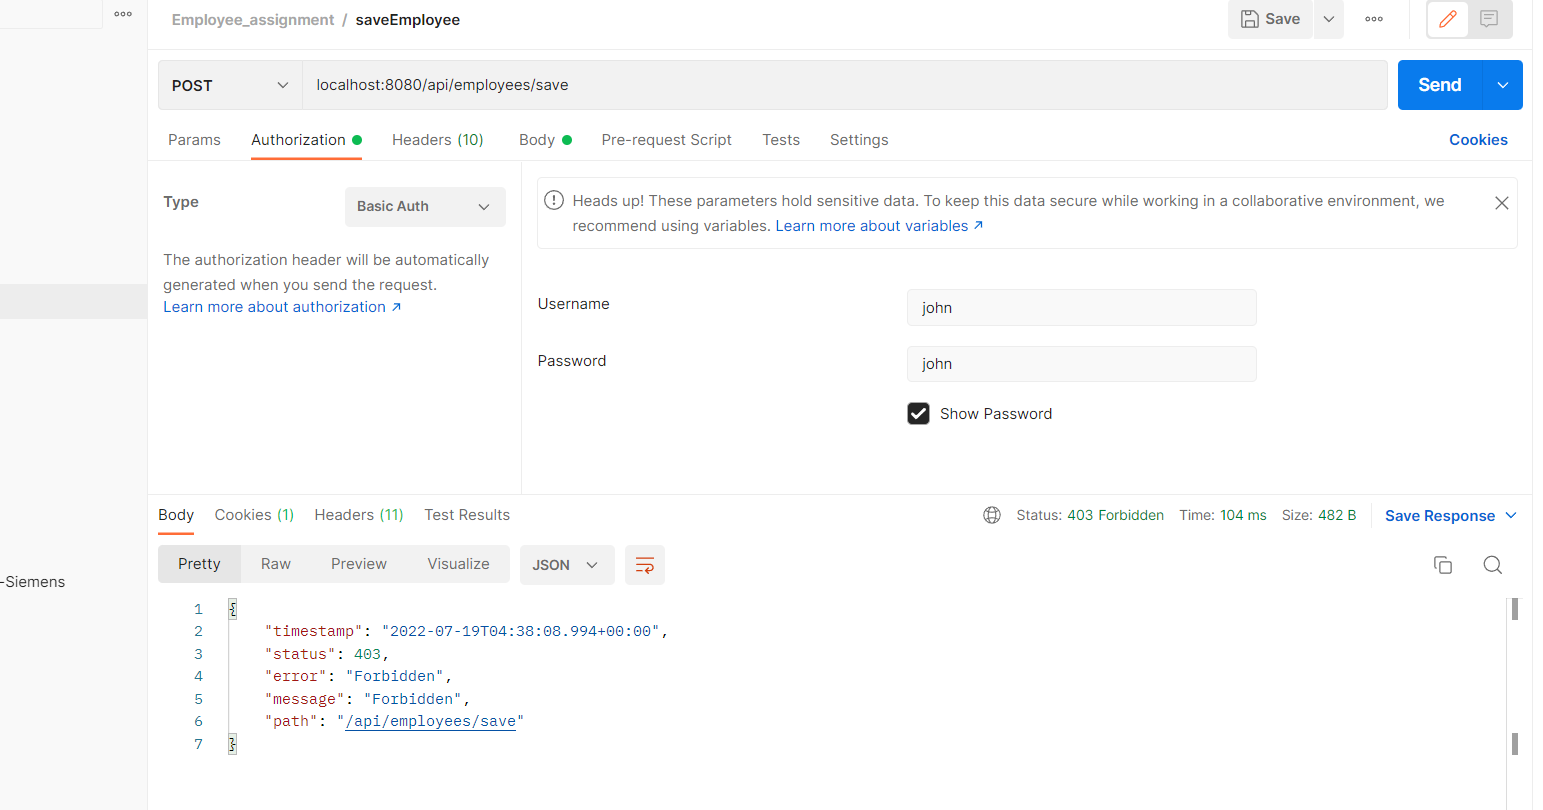 Employee_assignment / saveEmployee
Save
POST
localhost:8080/api/employees/save
Send
Params Authorization Headers (10) Body Pre-request Script Tests Settings
Cookies
Type
Basic Auth
The authorization header will be automatically
generated when you send the request.
Learn more about authorization ↗
Heads up! These parameters hold sensitive data. To keep this data secure while working in a collaborative environment, we
recommend using variables. Learn more about variables ↗
Username
john
Password
john
Show Password
-Siemens
Body Cookies (1) Headers (11) Test Results
Status: 403 Forbidden Time: 104 ms Size: 482 B
Save Response
Pretty Raw Preview Visualize
JSON
1 {
2 "timestamp": "2022-07-19T04:38:08.994+00:00",
3 "status": 403,
4 "error": "Forbidden",
5 "message": "Forbidden",
6 "path": "/api/employees/save"
7 }